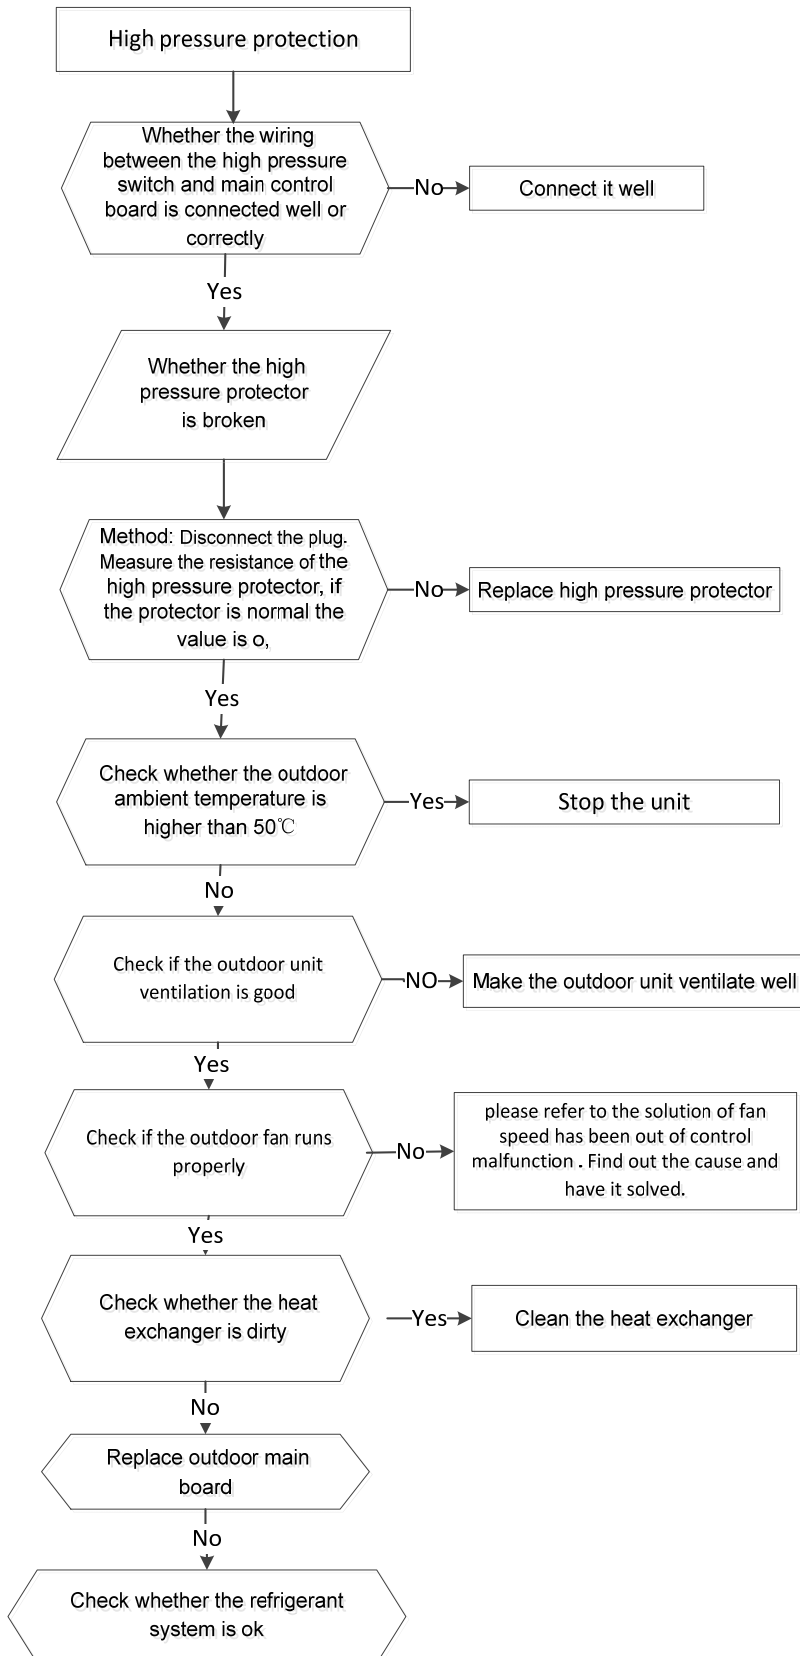 High pressure protection
Whether the wiring
between the high pressure
switch and main control
board is connected well or
correctly
No
Connect it well
Yes
Whether the high
pressure protector
is broken
Method: Disconnect the plug.
Measure the resistance of the
high pressure protector, if
the protector is normal the
value is o,
No
Replace high pressure protector
Yes
Check whether the outdoor
ambient temperature is
higher than 50℃
Yes
Stop the unit
No
Check if the outdoor unit
ventilation is good
NO
Make the outdoor unit ventilate well
Yes
Check if the outdoor fan runs
properly
No
please refer to the solution of fan
speed has been out of control
malfunction . Find out the cause and
have it solved.
Yes
Check whether the heat
exchanger is dirty
Yes
Clean the heat exchanger
No
Replace outdoor main
board
No
Check whether the refrigerant
system is ok